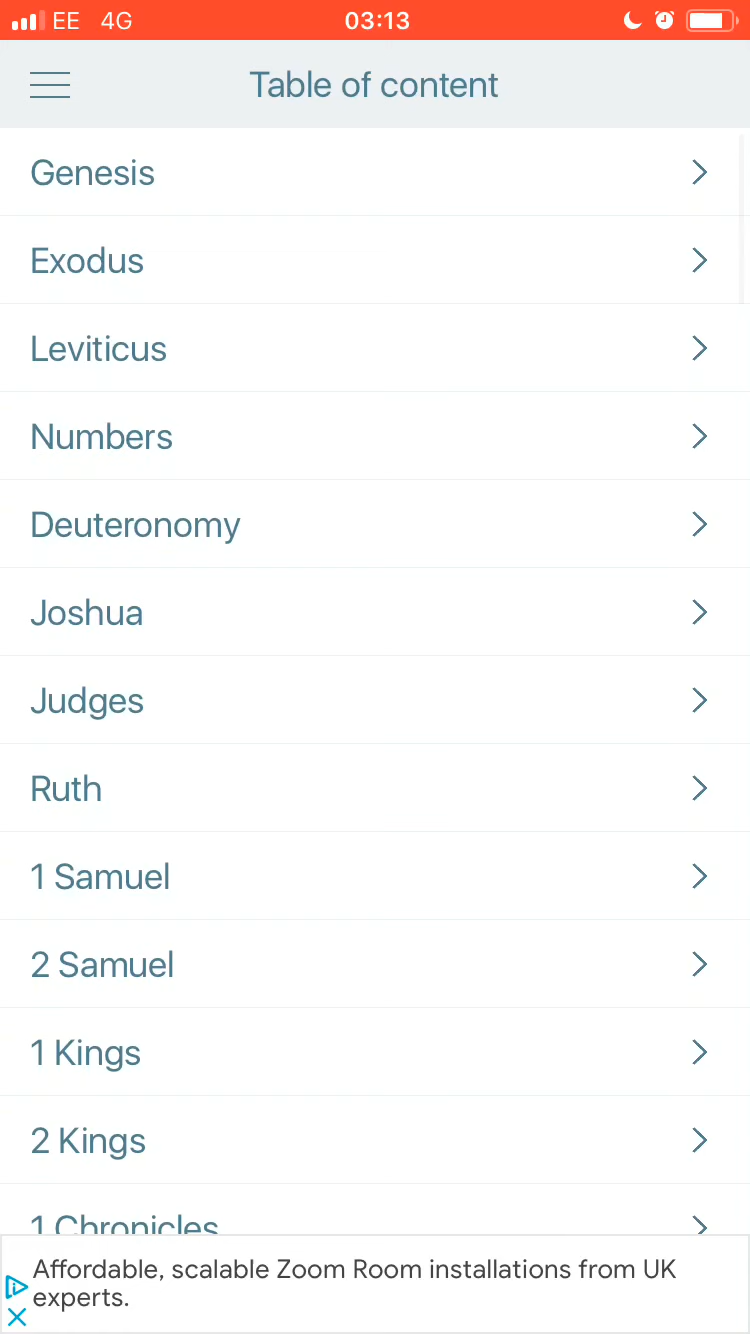 EE 4G 03:13
Table of content
Genesis
Exodus
Leviticus
Numbers
Deuteronomy
Joshua
Judges
Ruth
1 Samuel
2 Samuel
1 Kings
2 Kings
1 Chronicles
Affordable, scalable Zoom Room installations from UK
experts.